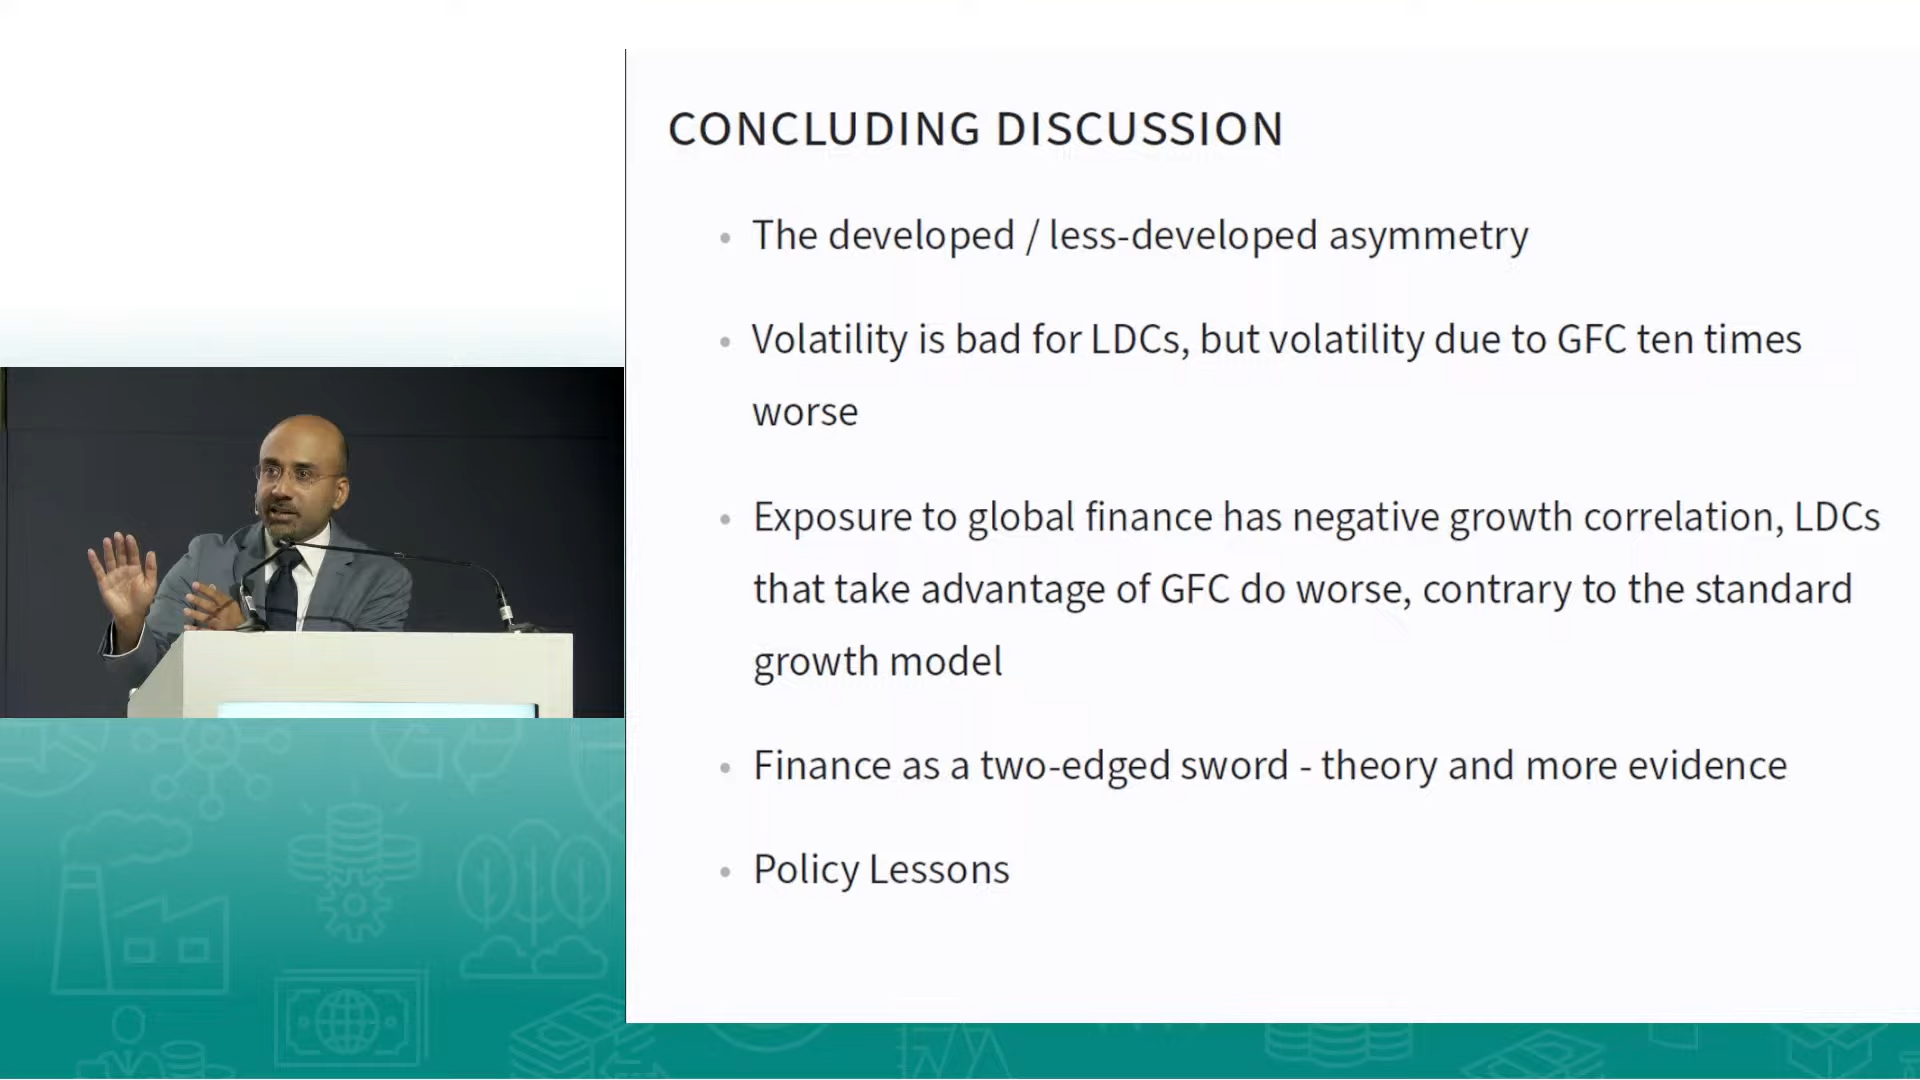 CONCLUDING DISCUSSION
• The developed / less-developed asymmetry
• Volatility is bad for LDCs, but volatility due to GFC ten times
worse
• Exposure to global finance has negative growth correlation, LDCs
that take advantage of GFC do worse, contrary to the standard
growth model
• Finance as a two-edged sword - theory and more evidence
• Policy Lessons